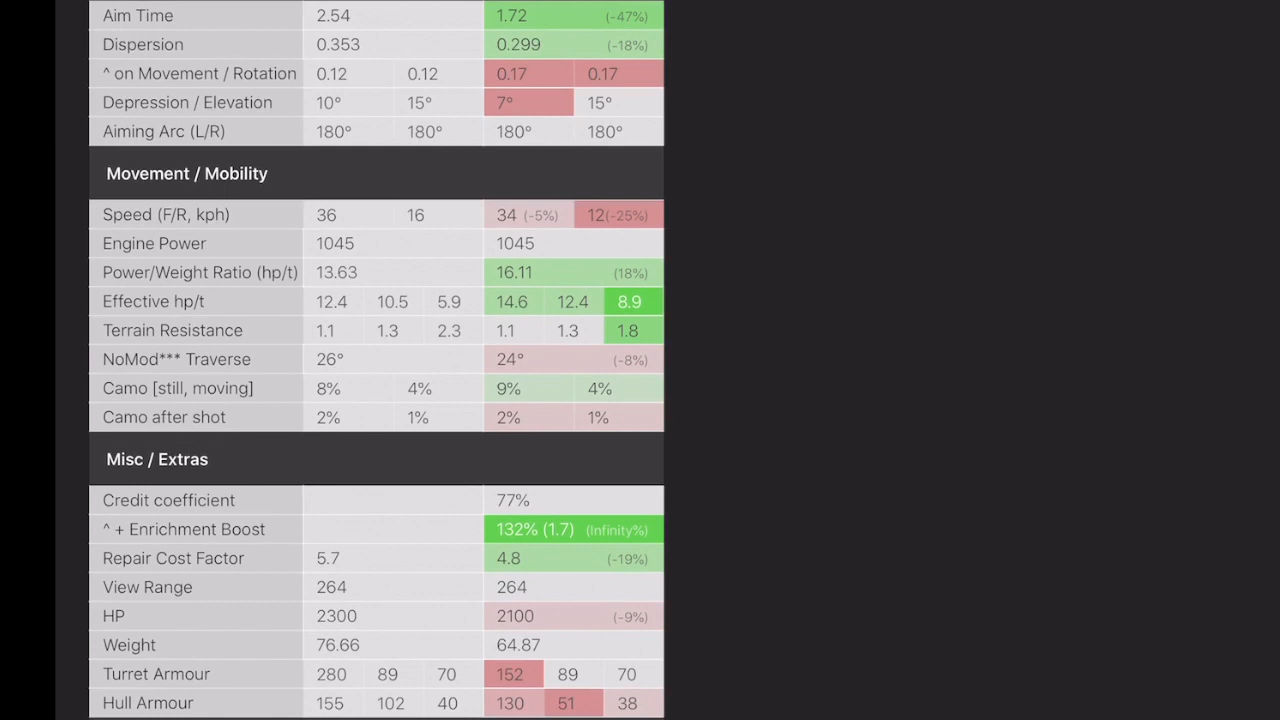 Aim Time 2.54 1.72 (-47%)
Dispersion 0.353 0.299 (-18%)
^ on Movement / Rotation 0.12 0.12 0.17 0.17
Depression / Elevation 10° 15° 7° 15°
Aiming Arc (L/R) 180° 180° 180° 180°
Movement / Mobility
Speed (F/R, kph) 36 16 34 (-5%) 12(-25%)
Engine Power 1045 1045
Power/Weight Ratio (hp/t) 13.63 16.11 (18%)
Effective hp/t 12.4 10.5 5.9 14.6 12.4 8.9
Terrain Resistance 1.1 1.3 2.3 1.1 1.3 1.8
NoMod*** Traverse 26° 24° (-8%)
Camo [still, moving] 8% 4% 9% 4%
Camo after shot 2% 1% 2% 1%
Misc / Extras
Credit coefficient 77%
^ + Enrichment Boost 132% (1.7) (Infinity%)
Repair Cost Factor 5.7 4.8 (-19%)
View Range 264 264
HP 2300 2100 (-9%)
Weight 76.66 64.87
Turret Armour 280 89 70 152 89 70
Hull Armour 155 102 40 130 51 38